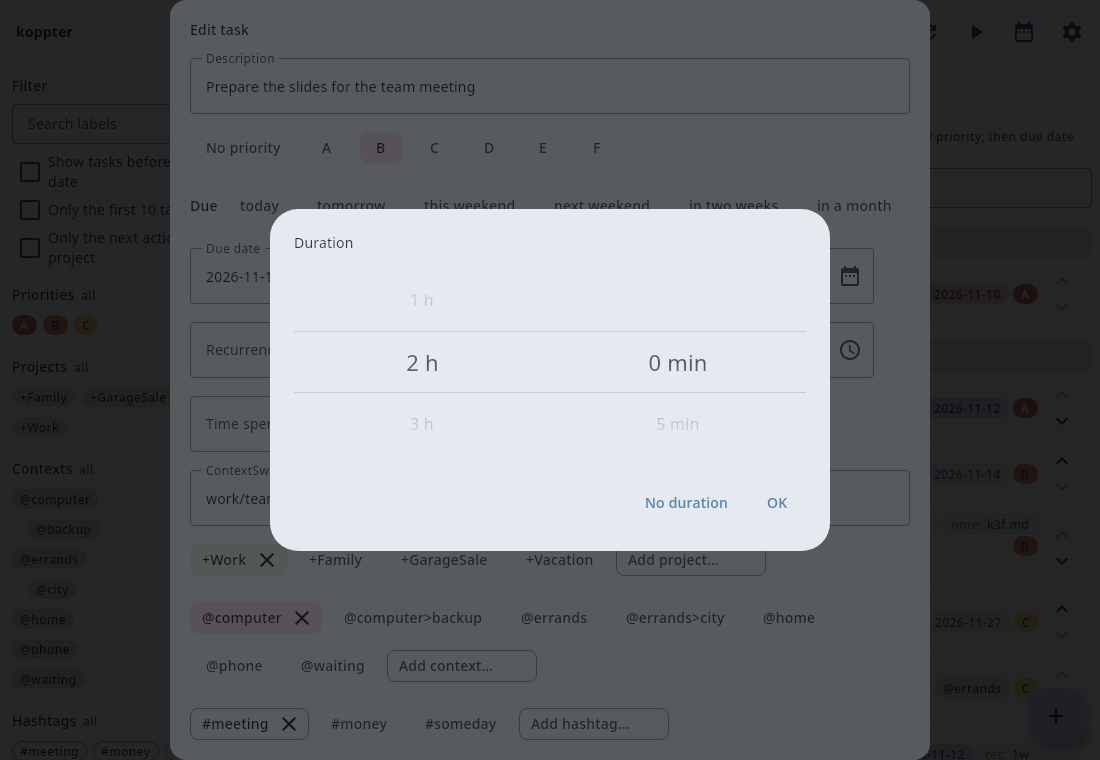 koppter
Edit task
Description
Prepare the slides for the team meeting
No priority A B C D E F
Due today tomorrow this weekend next weekend in two weeks in a month
Due date
2026-11-1
Duration
1 h
2 h 0 min
3 h 5 min
No duration OK
Time
work/tear
+Work +Family +GarageSale +Vacation Add project...
@computer @computer>backup @errands @errands>city @home
@phone @waiting Add context...
#meeting #money #someday Add hashtag...
Filter
Search labels
Show tasks before
date
Only the first 10 ta
Only the next actio
project
Priorities all
A B C
Projects all
+Family +GarageSale
+Work
Contexts all
@computer
@backup
@errands
@city
@home
@phone
@waiting
Hashtags all
#meeting #money
priority, then due date
2026-11-10 A
2026-11-12 A
2026-11-14 B
note: k3f.md
B
2026-11-27 C
@errands C
-11-12 rec: 1w